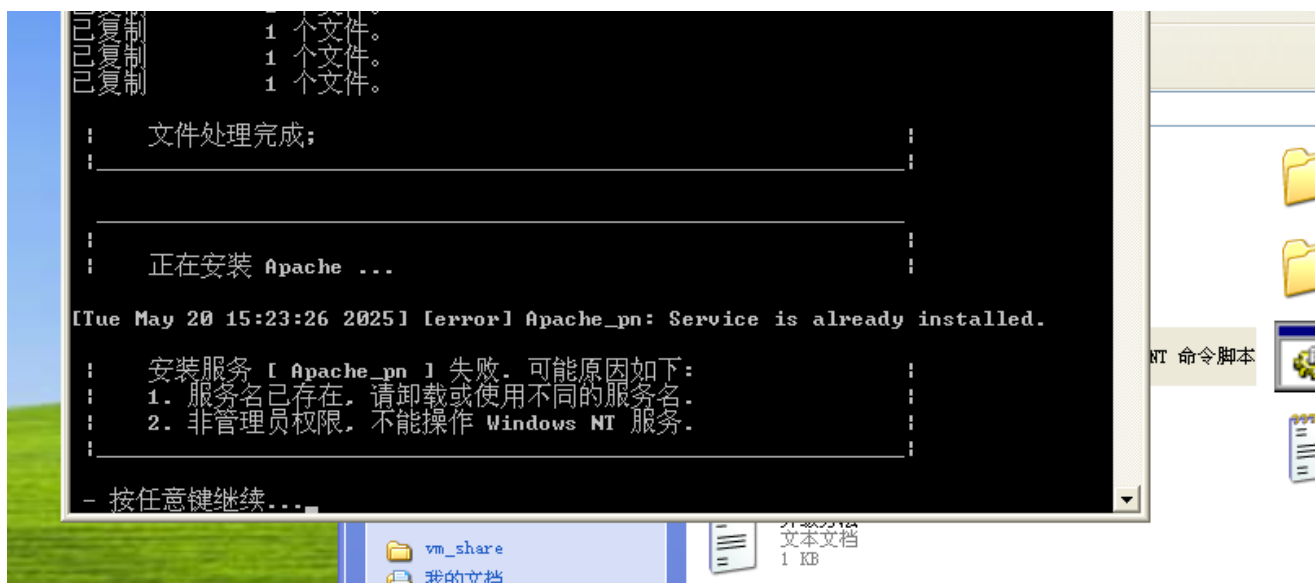 已复制 1 个文件。
已复制 1 个文件。
已复制 1 个文件。
文件处理完成;
正在安装 Apache ...
[Tue May 20 15:23:26 2025] [error] Apache_pn: Service is already installed.
安装服务 [ Apache_pn ] 失败. 可能原因如下:
1. 服务名已存在, 请卸载或使用不同的服务名.
2. 非管理员权限, 不能操作 Windows NT 服务.
- 按任意键继续...
NT 命令脚本
文本文档
1 KB
vm_share
我的文档